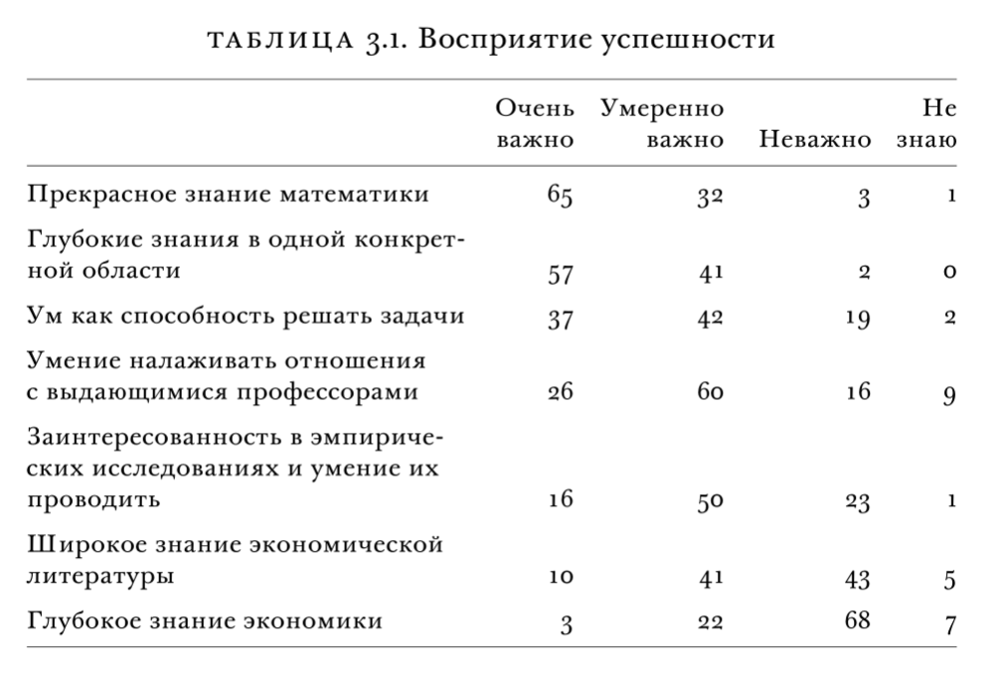 ТАБЛИЦА 3.1. Восприятие успешности
Очень Умеренно Не
важно важно Неважно знаю
Прекрасное знание математики 65 32 3 1
Глубокие знания в одной конкрет-
ной области 57 41 2 0
Ум как способность решать задачи 37 42 19 2
Умение налаживать отношения
с выдающимися профессорами 26 60 16 9
Заинтересованность в эмпириче-
ских исследованиях и умение их
проводить 16 50 23 1
Широкое знание экономической
литературы 10 41 43 5
Глубокое знание экономики 3 22 68 7